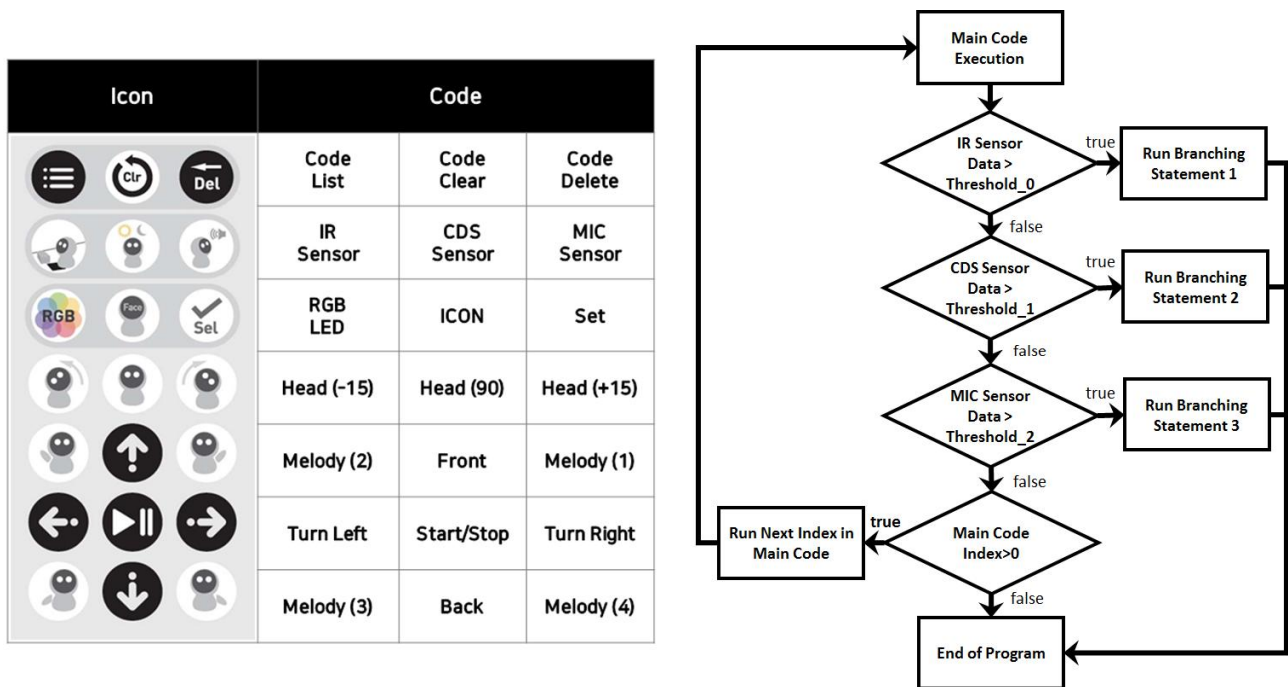 Icon
Code
Clr
Del
Code
List
Code
Clear
Code
Delete
IR
Sensor
CDS
Sensor
MIC
Sensor
RGB
Face
Sel
RGB
LED
ICON
Set
Head (-15)
Head (90)
Head (+15)
Melody (2)
Front
Melody (1)
Turn Left
Start/Stop
Turn Right
Melody (3)
Back
Melody (4)
Main Code
Execution
IR Sensor
Data >
Threshold_0
true
Run Branching
Statement 1
false
CDS Sensor
Data >
Threshold_1
true
Run Branching
Statement 2
false
MIC Sensor
Data >
Threshold_2
true
Run Branching
Statement 3
false
Main Code
Index>0
true
Run Next Index in
Main Code
false
End of Program